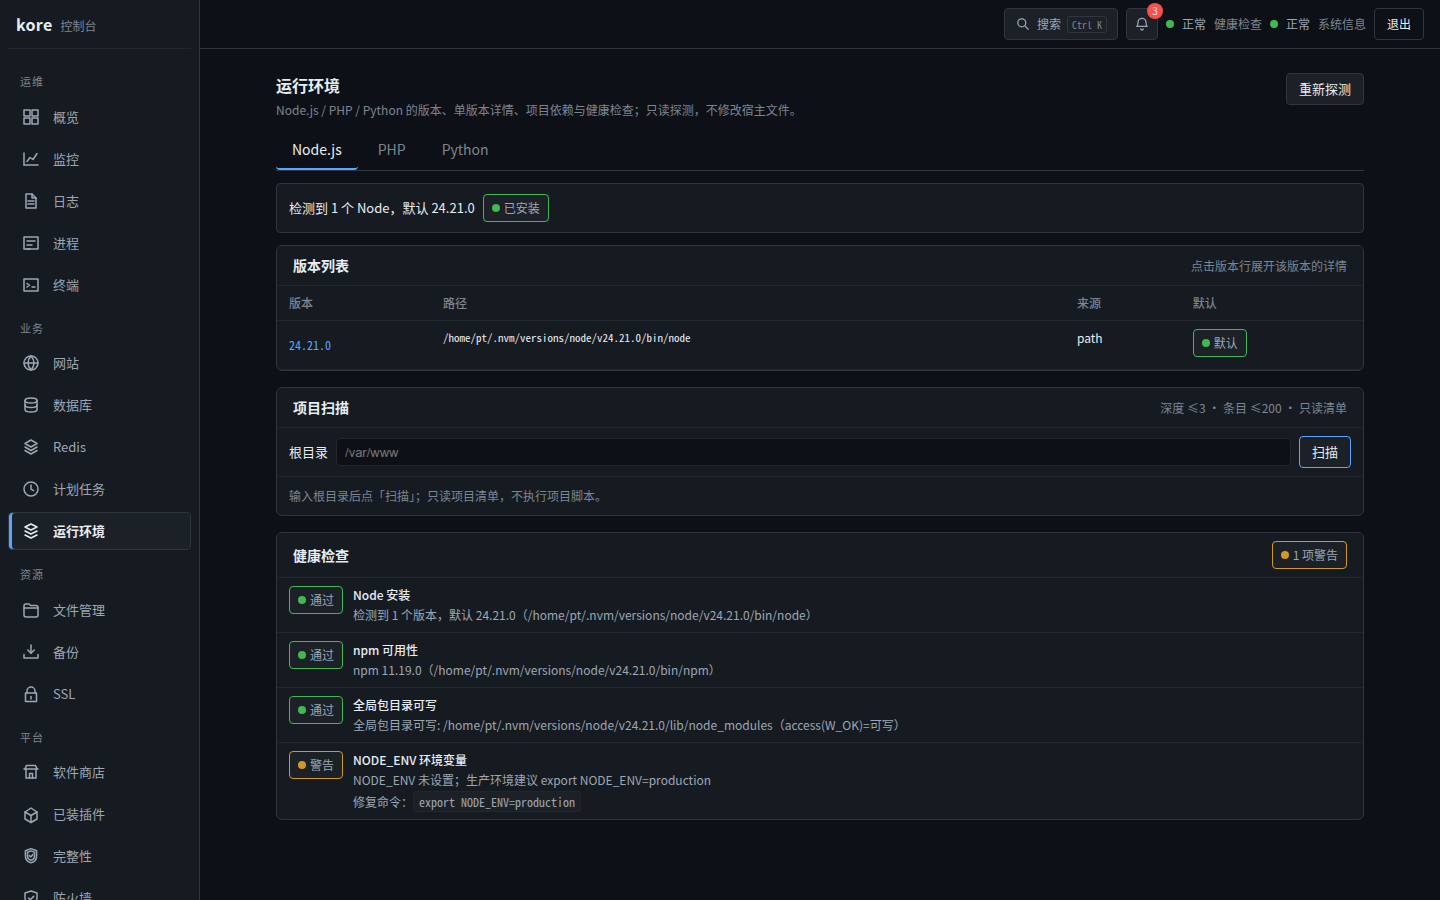 kore 控制台
搜索 Ctrl K
3
正常 健康检查
正常 系统信息
退出
运维
概览
监控
日志
进程
终端
业务
网站
数据库
Redis
计划任务
运行环境
资源
文件管理
备份
SSL
平台
软件商店
已装插件
完整性
防火墙
运行环境
Node.js / PHP / Python 的版本、单版本详情、项目依赖与健康检查；只读探测，不修改宿主文件。
重新探测
Node.js PHP Python
检测到 1 个 Node，默认 24.21.0 已安装
版本列表 点击版本行展开该版本的详情
版本 路径 来源 默认
24.21.0 /home/pt/.nvm/versions/node/v24.21.0/bin/node path 默认
项目扫描 深度 ≤3 · 条目 ≤200 · 只读清单
根目录 /var/www 扫描
输入根目录后点「扫描」；只读项目清单，不执行项目脚本。
健康检查 1 项警告
通过 Node 安装
检测到 1 个版本，默认 24.21.0（/home/pt/.nvm/versions/node/v24.21.0/bin/node）
通过 npm 可用性
npm 11.19.0（/home/pt/.nvm/versions/node/v24.21.0/bin/npm）
通过 全局包目录可写
全局包目录可写: /home/pt/.nvm/versions/node/v24.21.0/lib/node_modules（access(W_OK)=可写）
警告 NODE_ENV 环境变量
NODE_ENV 未设置；生产环境建议 export NODE_ENV=production
修复命令： export NODE_ENV=production